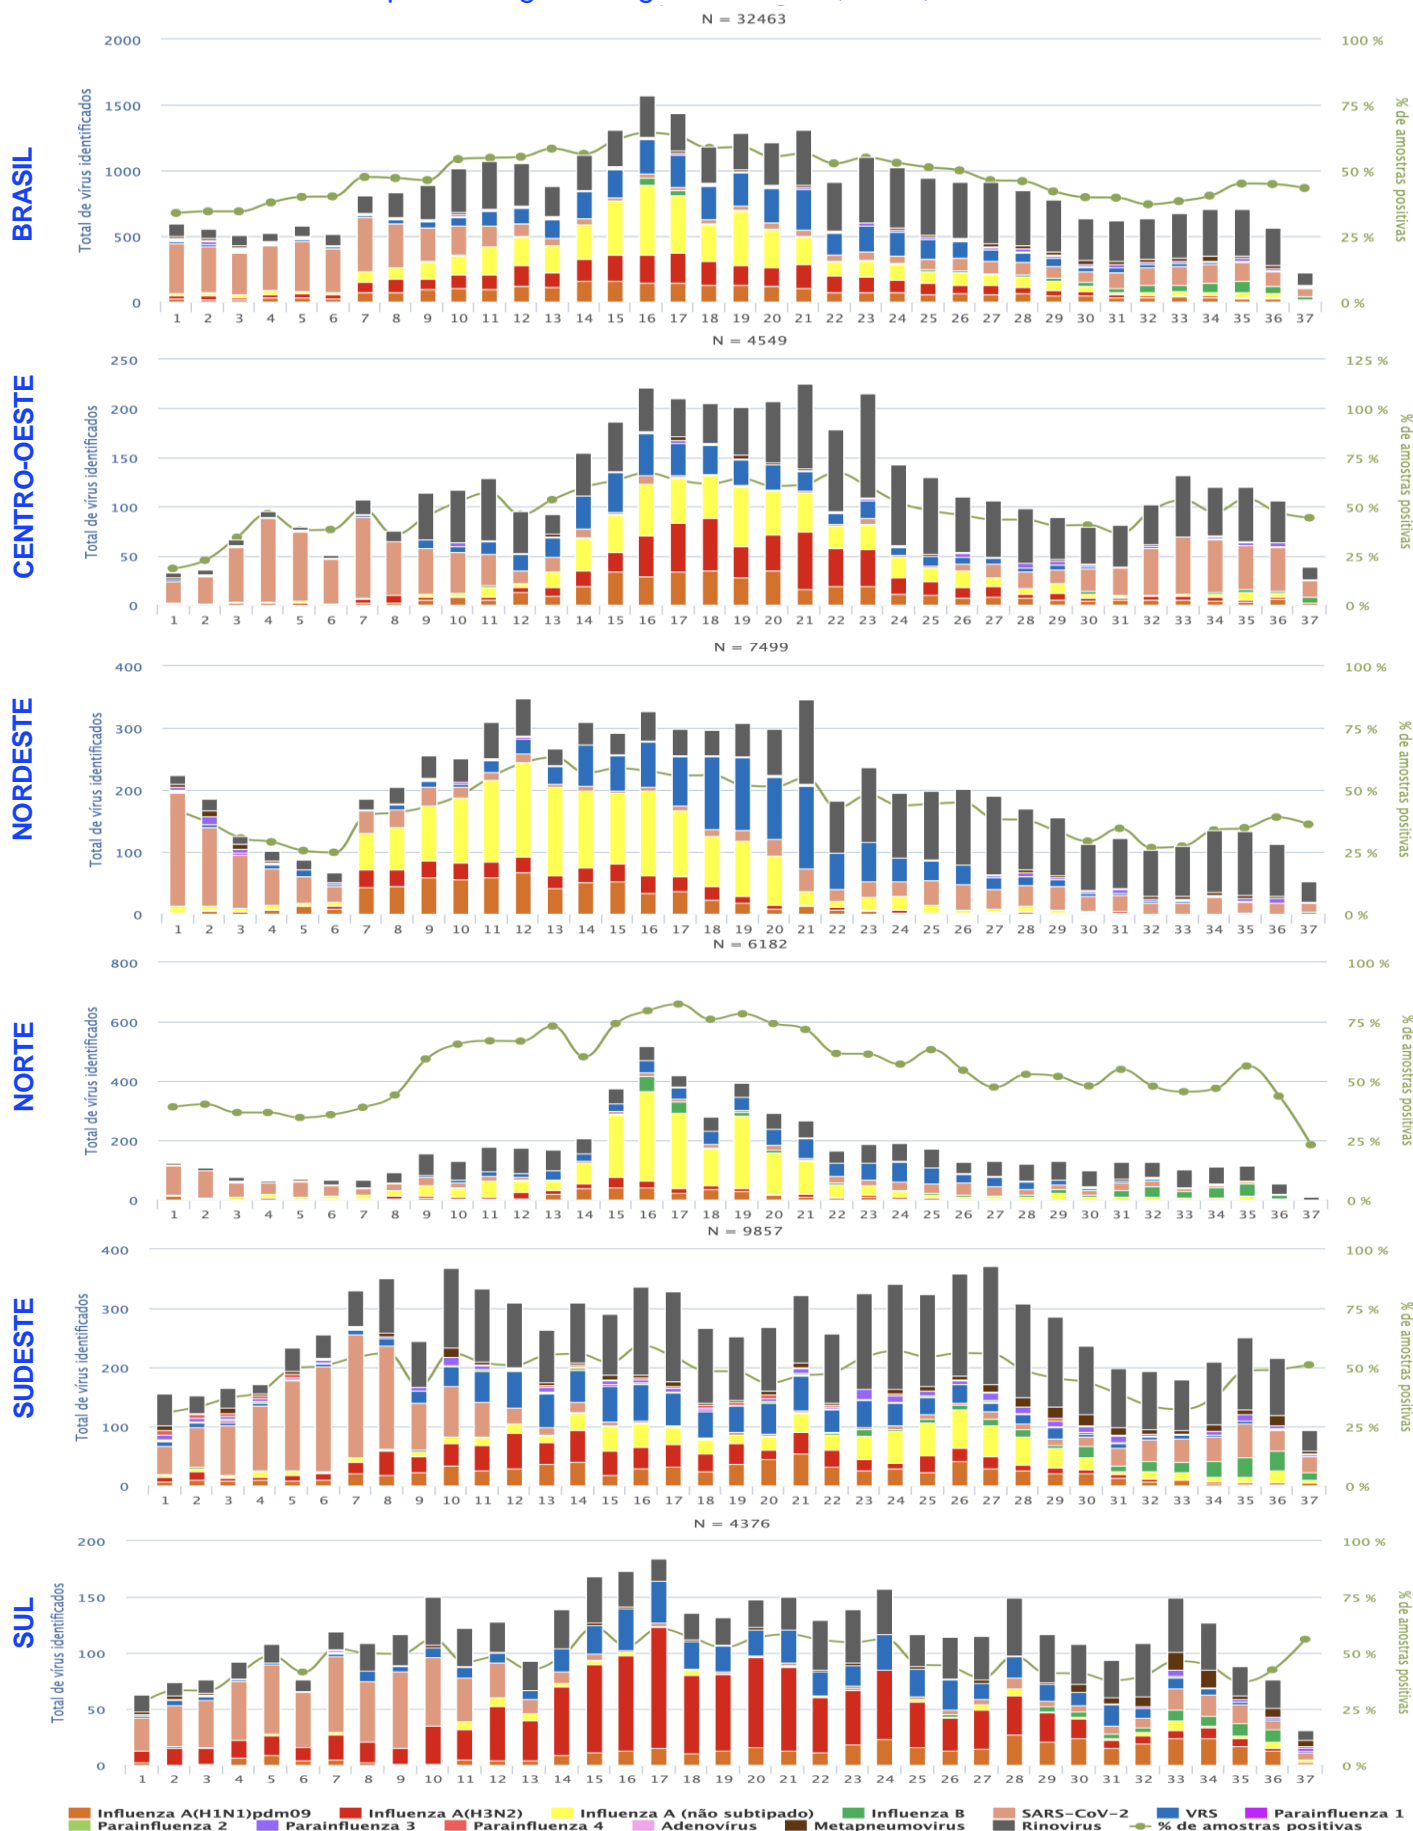 N = 32463
BRASIL
Total de vírus identificados
% de amostras positivas
2000
1500
1000
500
0
100 %
75 %
50 %
25 %
0 %
1 2 3 4 5 6 7 8 9 10 11 12 13 14 15 16 17 18 19 20 21 22 23 24 25 26 27 28 29 30 31 32 33 34 35 36 37
N = 4549
CENTRO-OESTE
Total de vírus identificados
% de amostras positivas
250
200
150
100
50
0
125 %
100 %
75 %
50 %
25 %
0 %
1 2 3 4 5 6 7 8 9 10 11 12 13 14 15 16 17 18 19 20 21 22 23 24 25 26 27 28 29 30 31 32 33 34 35 36 37
N = 7499
NORDESTE
Total de vírus identificados
% de amostras positivas
400
300
200
100
0
100 %
75 %
50 %
25 %
0 %
1 2 3 4 5 6 7 8 9 10 11 12 13 14 15 16 17 18 19 20 21 22 23 24 25 26 27 28 29 30 31 32 33 34 35 36 37
N = 6182
NORTE
Total de vírus identificados
% de amostras positivas
800
600
400
200
0
100 %
75 %
50 %
25 %
0 %
1 2 3 4 5 6 7 8 9 10 11 12 13 14 15 16 17 18 19 20 21 22 23 24 25 26 27 28 29 30 31 32 33 34 35 36 37
N = 9857
SUDESTE
Total de vírus identificados
% de amostras positivas
400
300
200
100
0
100 %
75 %
50 %
25 %
0 %
1 2 3 4 5 6 7 8 9 10 11 12 13 14 15 16 17 18 19 20 21 22 23 24 25 26 27 28 29 30 31 32 33 34 35 36 37
N = 4376
SUL
Total de vírus identificados
% de amostras positivas
200
150
100
50
0
100 %
75 %
50 %
25 %
0 %
1 2 3 4 5 6 7 8 9 10 11 12 13 14 15 16 17 18 19 20 21 22 23 24 25 26 27 28 29 30 31 32 33 34 35 36 37
Influenza A(H1N1)pdm09 Influenza A(H3N2) Influenza A (não subtipado) Influenza B SARS-CoV-2 VRS Parainfluenza 1
Parainfluenza 2 Parainfluenza 3 Parainfluenza 4 Adenovírus Metapneumovirus Rinovirus % de amostras positivas